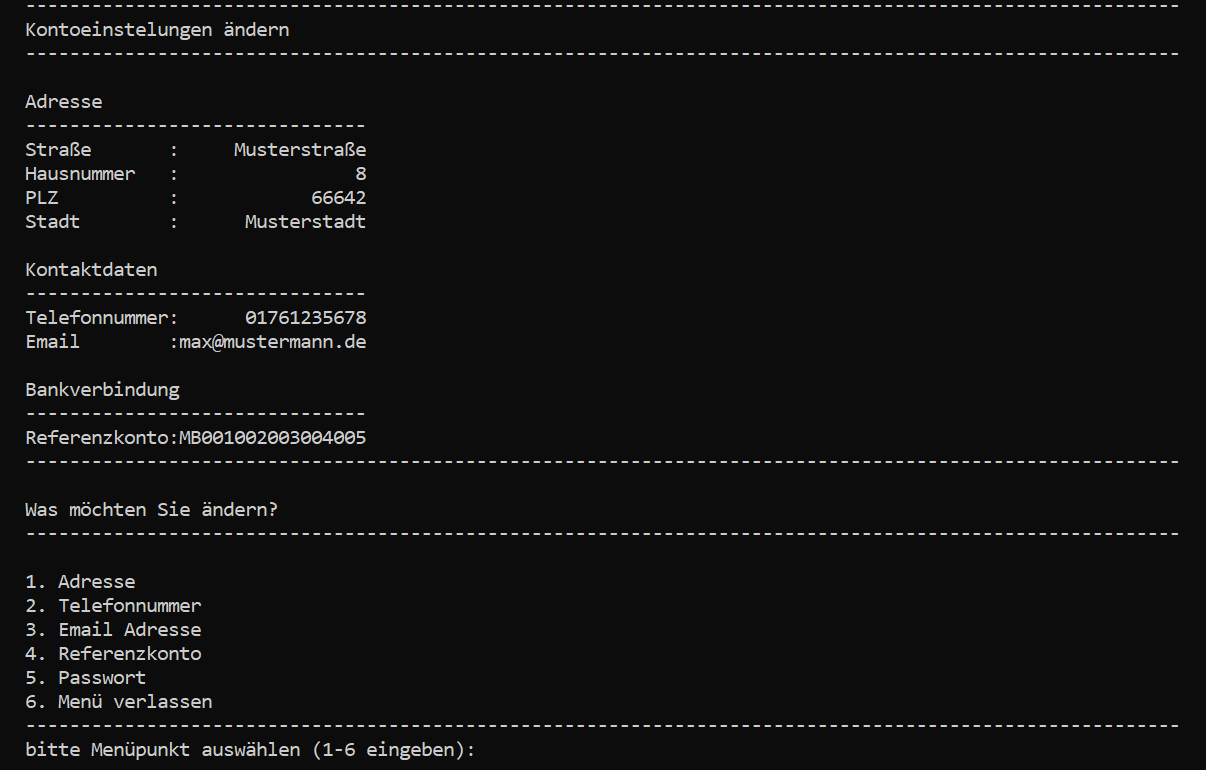 ---------------------------------------------------------------------------------------------------------
Kontoeinstelungen ändern
---------------------------------------------------------------------------------------------------------
Adresse
-------------------------------
Straße       :     Musterstraße
Hausnummer   :                8
PLZ          :            66642
Stadt        :      Musterstadt
Kontaktdaten
-------------------------------
Telefonnummer:      01761235678
Email        :max@mustermann.de
Bankverbindung
-------------------------------
Referenzkonto:MB001002003004005
---------------------------------------------------------------------------------------------------------
Was möchten Sie ändern?
---------------------------------------------------------------------------------------------------------
1. Adresse
2. Telefonnummer
3. Email Adresse
4. Referenzkonto
5. Passwort
6. Menü verlassen
---------------------------------------------------------------------------------------------------------
bitte Menüpunkt auswählen (1-6 eingeben):